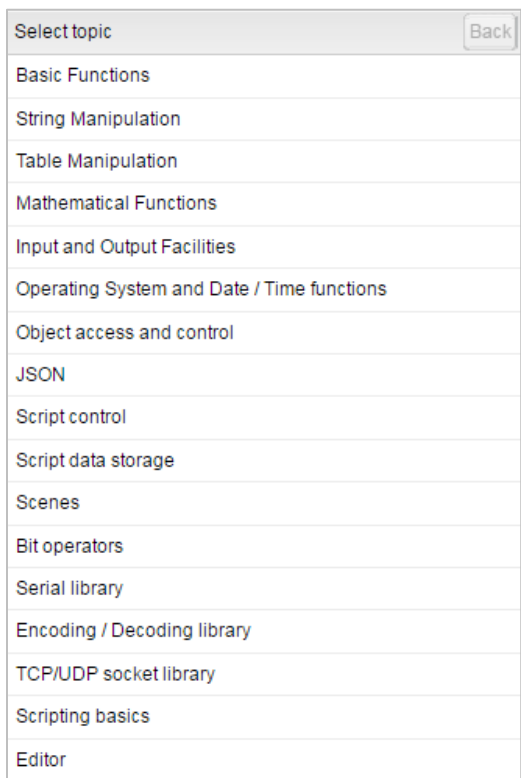 Select topic Back
Basic Functions
String Manipulation
Table Manipulation
Mathematical Functions
Input and Output Facilities
Operating System and Date / Time functions
Object access and control
JSON
Script control
Script data storage
Scenes
Bit operators
Serial library
Encoding / Decoding library
TCP/UDP socket library
Scripting basics
Editor